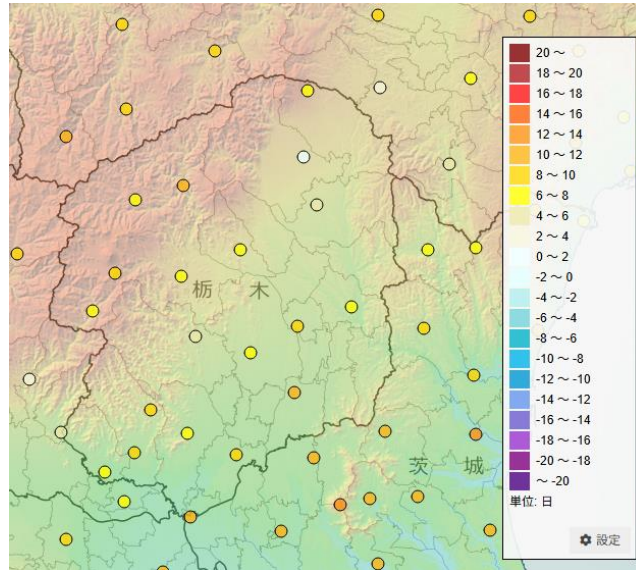 20 ～
18 ～ 20
16 ～ 18
14 ～ 16
12 ～ 14
10 ～ 12
8 ～ 10
6 ～ 8
4 ～ 6
2 ～ 4
0 ～ 2
-2 ～ 0
-4 ～ -2
-6 ～ -4
-8 ～ -6
-10 ～ -8
-12 ～ -10
-14 ～ -12
-16 ～ -14
-18 ～ -16
-20 ～ -18
～ -20
単位: 日
設定
栃 木
茨 城